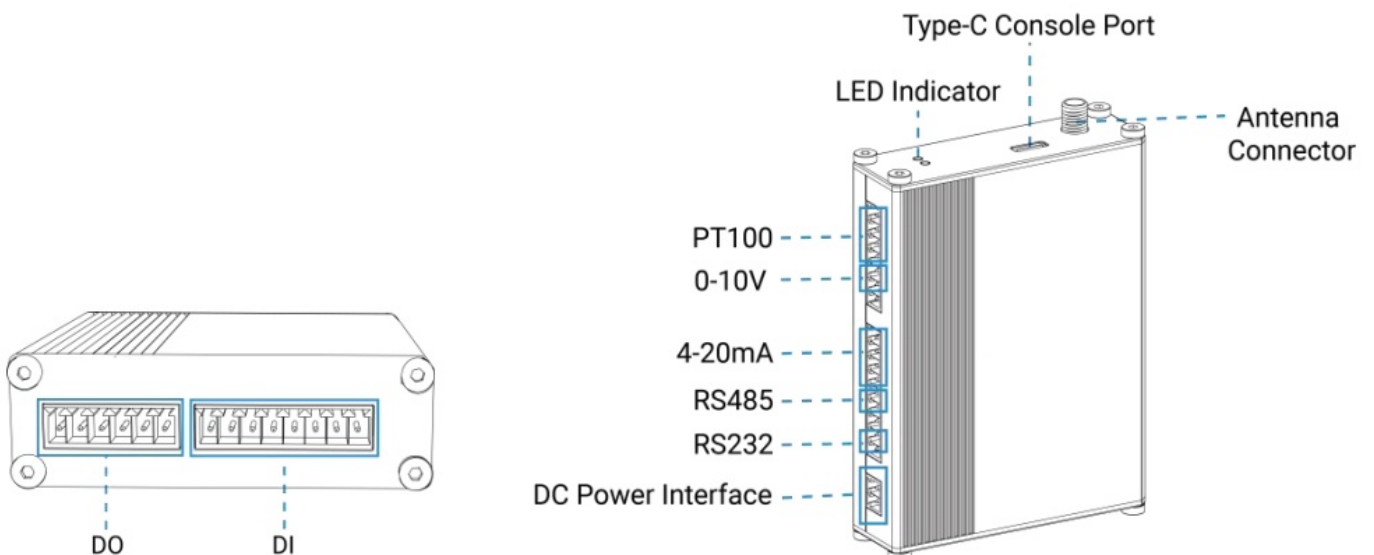 Type-C Console Port
LED Indicator
Antenna
Connector
PT100
0-10V
4-20mA
RS485
RS232
DC Power Interface
DO
DI